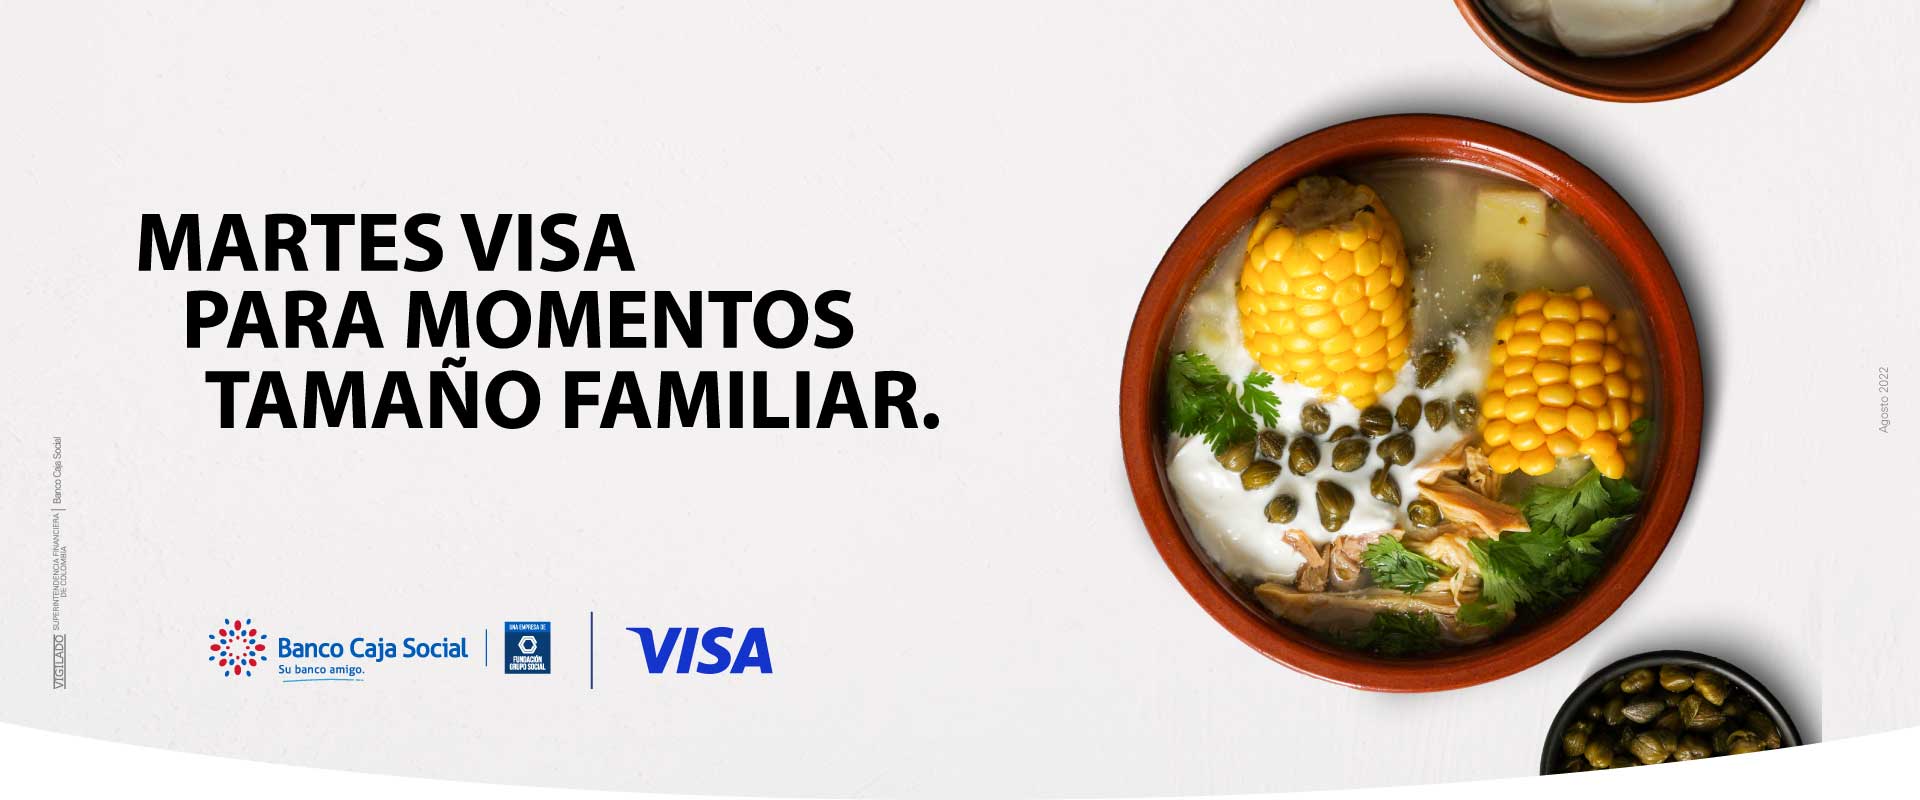 MARTES VISA
PARA MOMENTOS
TAMAÑO FAMILIAR.
Banco Caja Social
Su banco amigo.
UNA EMPRESA DE
FUNDACIÓN
GRUPO SOCIAL
VISA
VIGILADO SUPERINTENDENCIA FINANCIERA
DE COLOMBIA
Banco Caja Social
Agosto 2022